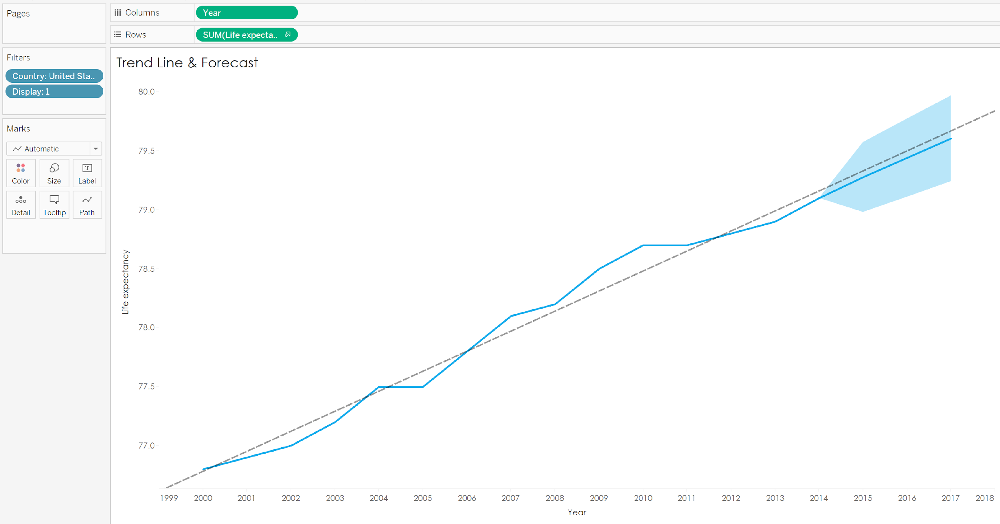 Pages
Columns
Year
Rows
SUM(Life expecta..
Filters
Country: United Sta..
Display: 1
Marks
Automatic
Color
Size
T
Label
Detail
Tooltip
Path
Trend Line & Forecast
80.0
79.5
79.0
78.5
78.0
77.5
77.0
Life expectancy
1999 2000 2001 2002 2003 2004 2005 2006 2007 2008 2009 2010 2011 2012 2013 2014 2015 2016 2017 2018
Year